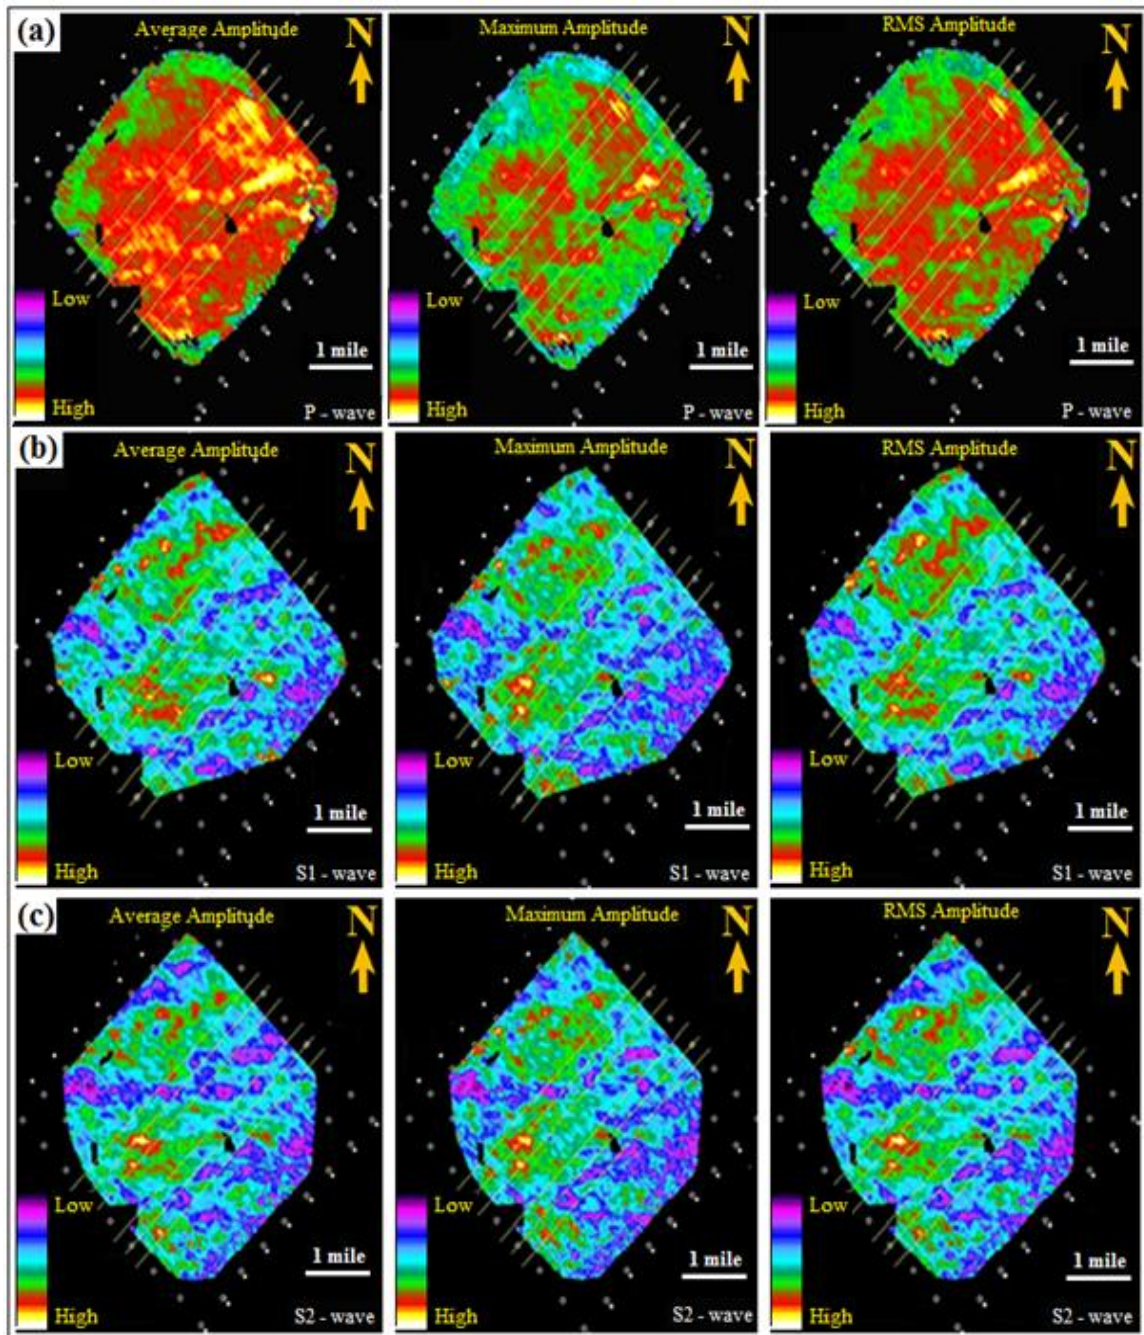 (a)
Average Amplitude
N
Low
High
1 mile
P - wave
Maximum Amplitude
N
Low
High
1 mile
P - wave
RMS Amplitude
N
Low
High
1 mile
P - wave
(b)
Average Amplitude
N
Low
High
1 mile
S1 - wave
Maximum Amplitude
N
Low
High
1 mile
S1 - wave
RMS Amplitude
N
Low
High
1 mile
S1 - wave
(c)
Average Amplitude
N
Low
High
1 mile
S2 - wave
Maximum Amplitude
N
Low
High
1 mile
S2 - wave
RMS Amplitude
N
Low
High
1 mile
S2 - wave